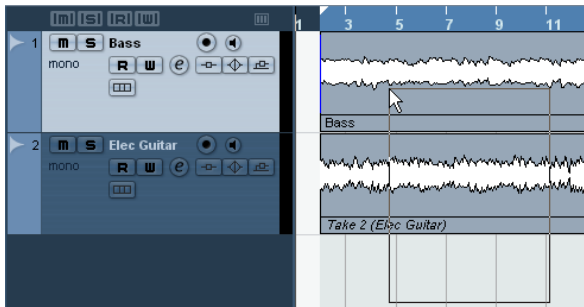 m S R W 1 3 5 7 9 11
1 m S Bass
mono R W e
Bass
2 m S Elec Guitar
mono R W e
Take 2 (Elec Guitar)